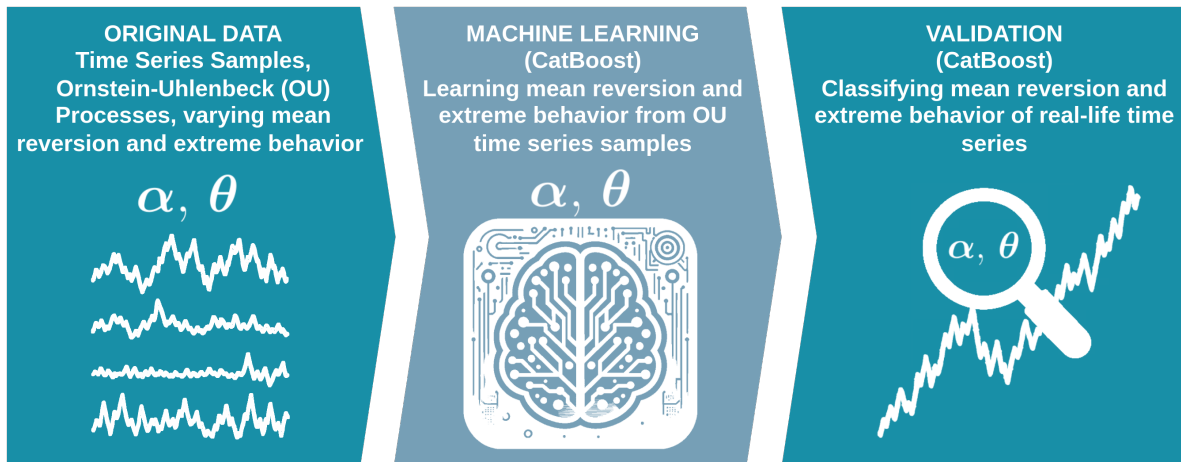 ORIGINAL DATA
Time Series Samples,
Ornstein-Uhlenbeck (OU)
Processes, varying mean
reversion and extreme behavior
α, θ
MACHINE LEARNING
(CatBoost)
Learning mean reversion and
extreme behavior from OU
time series samples
α, θ
VALIDATION
(CatBoost)
Classifying mean reversion and
extreme behavior of real-life time
series
α, θ